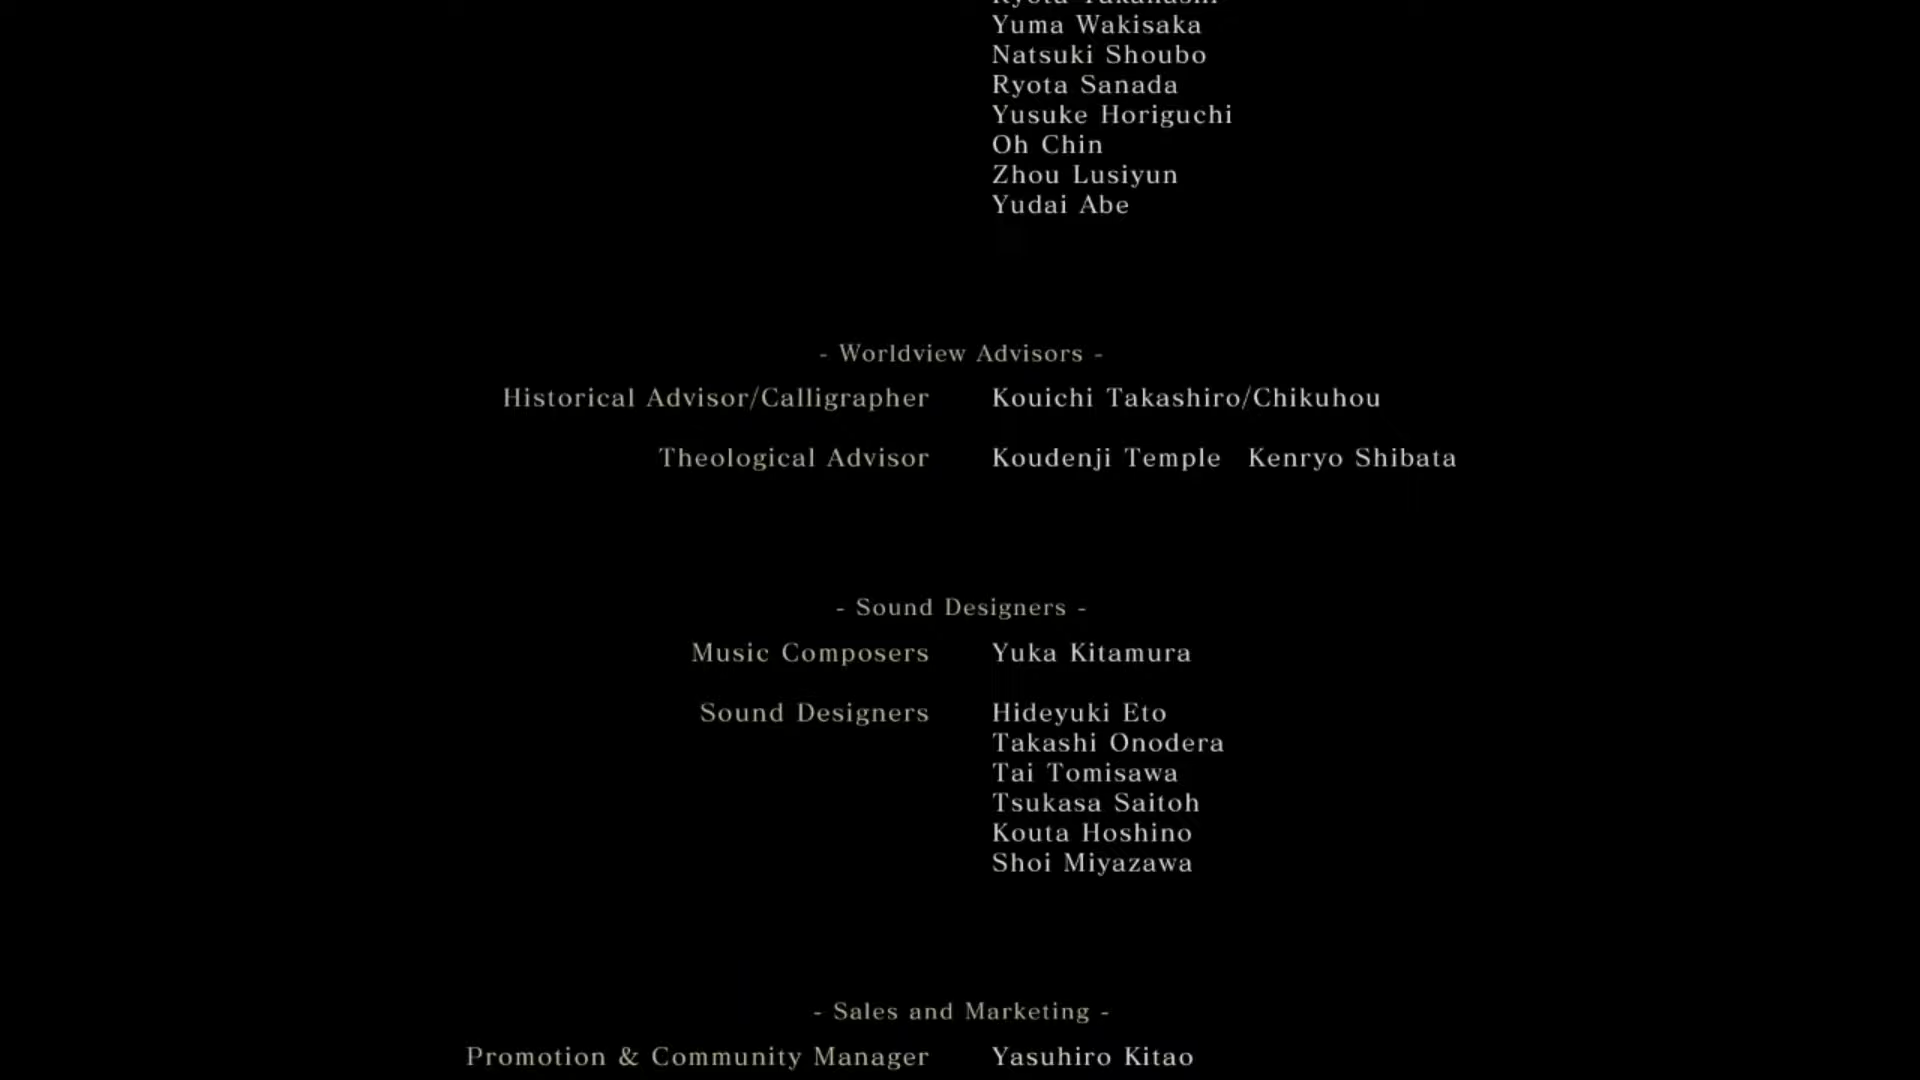 Yuma Wakisaka
Natsuki Shoubo
Ryota Sanada
Yusuke Horiguchi
Oh Chin
Zhou Lusiyun
Yudai Abe
- Worldview Advisors -
Historical Advisor/Calligrapher Kouichi Takashiro/Chikuhou
Theological Advisor Koudenji Temple Kenryo Shibata
- Sound Designers -
Music Composers Yuka Kitamura
Sound Designers Hideyuki Eto
Takashi Onodera
Tai Tomisawa
Tsukasa Saitoh
Kouta Hoshino
Shoi Miyazawa
- Sales and Marketing -
Promotion & Community Manager Yasuhiro Kitao